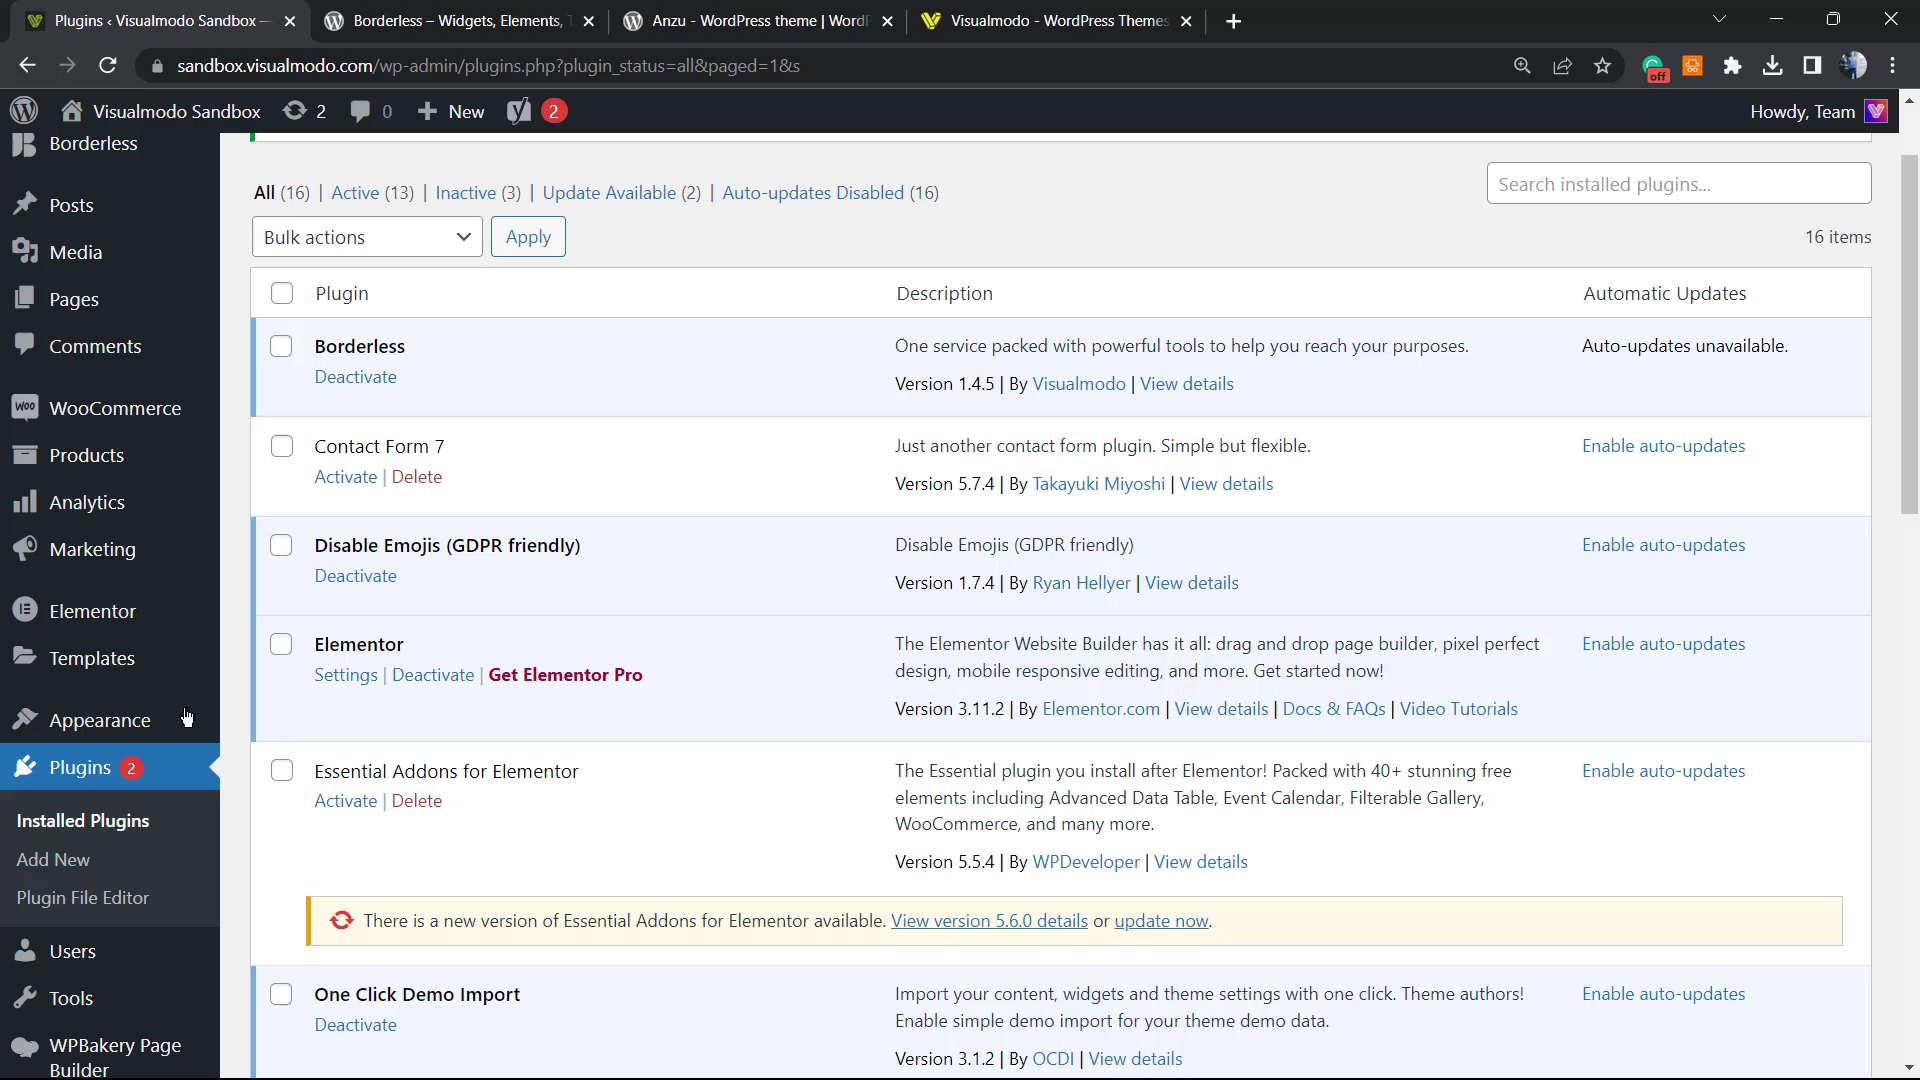 Plugins ‹ Visualmodo Sandbox —
Borderless – Widgets, Elements,
Anzu - WordPress theme | WordP
Visualmodo - WordPress Themes
sandbox.visualmodo.com/wp-admin/plugins.php?plugin_status=all&paged=1&s
off
Visualmodo Sandbox 2 0 New 2
Howdy, Team
Borderless
Posts
Media
Pages
Comments
WooCommerce
Products
Analytics
Marketing
Elementor
Templates
Appearance
Plugins 2
Installed Plugins
Add New
Plugin File Editor
Users
Tools
WPBakery Page
Builder
All (16) | Active (13) | Inactive (3) | Update Available (2) | Auto-updates Disabled (16)
Search installed plugins...
Bulk actions Apply
16 items
Plugin Description Automatic Updates
Borderless
Deactivate
One service packed with powerful tools to help you reach your purposes.
Version 1.4.5 | By Visualmodo | View details
Auto-updates unavailable.
Contact Form 7
Activate | Delete
Just another contact form plugin. Simple but flexible.
Version 5.7.4 | By Takayuki Miyoshi | View details
Enable auto-updates
Disable Emojis (GDPR friendly)
Deactivate
Disable Emojis (GDPR friendly)
Version 1.7.4 | By Ryan Hellyer | View details
Enable auto-updates
Elementor
Settings | Deactivate | Get Elementor Pro
The Elementor Website Builder has it all: drag and drop page builder, pixel perfect
design, mobile responsive editing, and more. Get started now!
Version 3.11.2 | By Elementor.com | View details | Docs & FAQs | Video Tutorials
Enable auto-updates
Essential Addons for Elementor
Activate | Delete
The Essential plugin you install after Elementor! Packed with 40+ stunning free
elements including Advanced Data Table, Event Calendar, Filterable Gallery,
WooCommerce, and many more.
Version 5.5.4 | By WPDeveloper | View details
Enable auto-updates
There is a new version of Essential Addons for Elementor available. View version 5.6.0 details or update now.
One Click Demo Import
Deactivate
Import your content, widgets and theme settings with one click. Theme authors!
Enable simple demo import for your theme demo data.
Version 3.1.2 | By OCDI | View details
Enable auto-updates